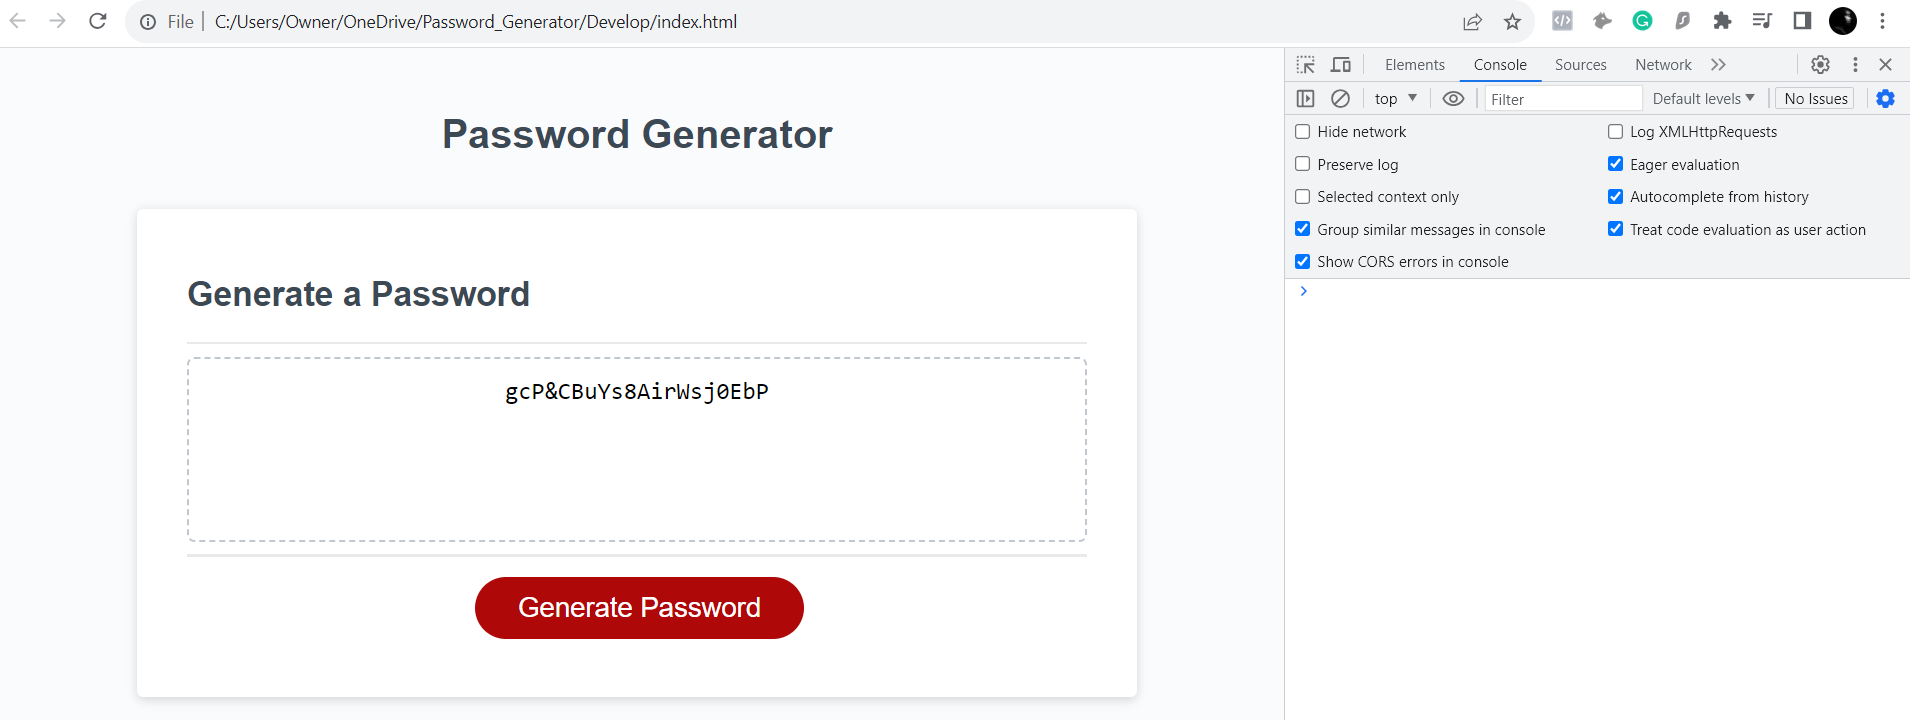 File C:/Users/Owner/OneDrive/Password_Generator/Develop/index.html
Password Generator
Generate a Password
gcP&CBuYs8AirWsj0EbP
Generate Password
Elements Console Sources Network
top Filter Default levels No Issues
Hide network Log XMLHttpRequests
Preserve log Eager evaluation
Selected context only Autocomplete from history
Group similar messages in console Treat code evaluation as user action
Show CORS errors in console